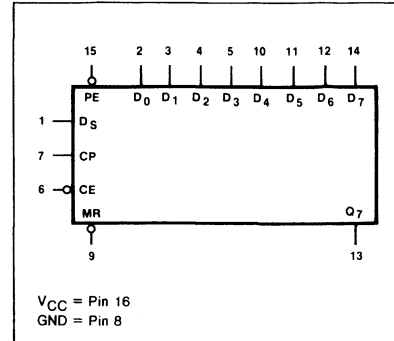 15 2 3 4 5 10 11 12 14
PE D0 D1 D2 D3 D4 D5 D6 D7
1 DS
7 CP
6 CE
MR Q7
9 13
VCC = Pin 16
GND = Pin 8